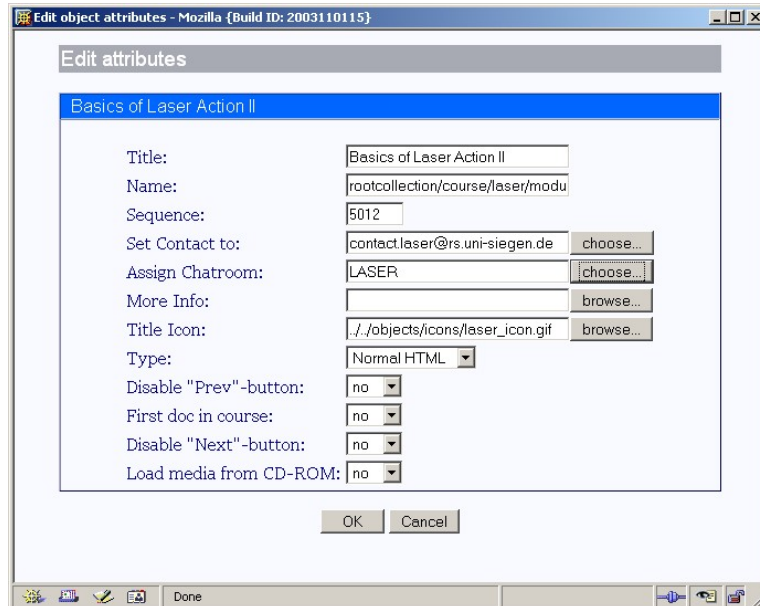 Edit object attributes - Mozilla {Build ID: 2003110115}
Edit attributes
Basics of Laser Action II
Title: Basics of Laser Action II
Name: rootcollection/course/laser/modu
Sequence: 5012
Set Contact to: contact.laser@rs.uni-siegen.de choose...
Assign Chatroom: LASER choose...
More Info: browse...
Title Icon: ../../objects/icons/laser_icon.gif browse...
Type: Normal HTML
Disable "Prev"-button: no
First doc in course: no
Disable "Next"-button: no
Load media from CD-ROM: no
OK Cancel
Done